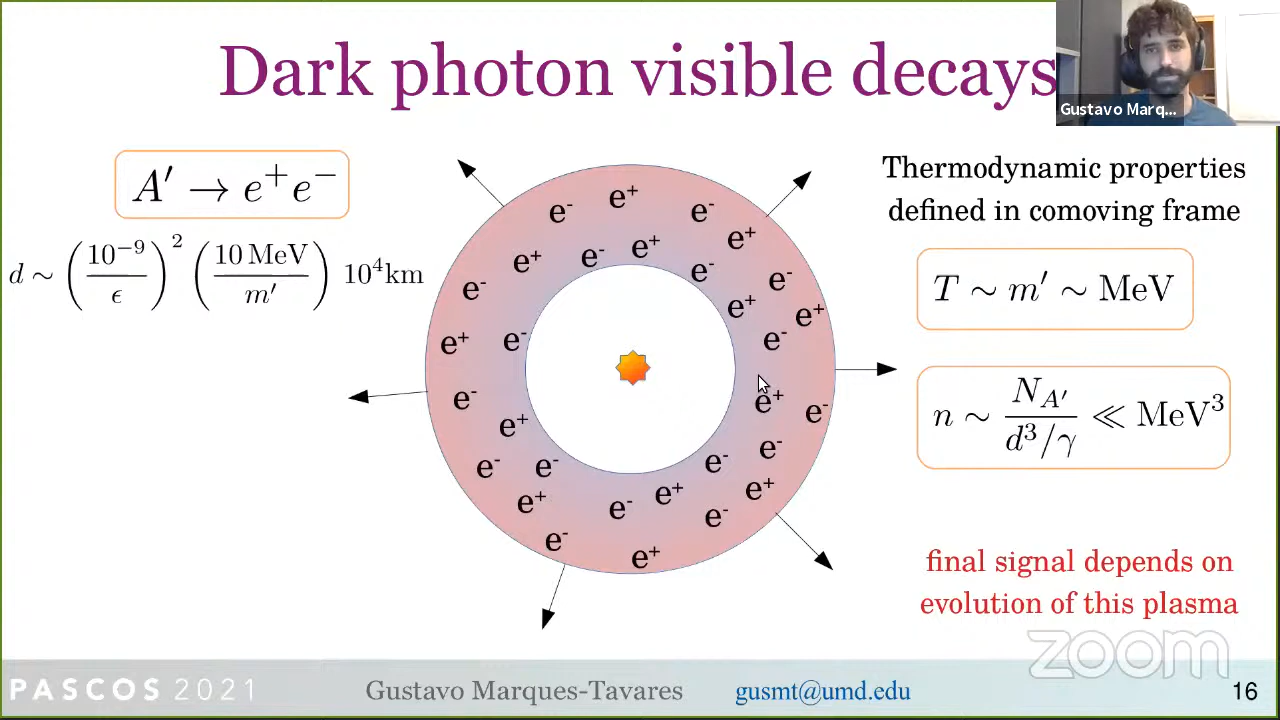 Dark photon visible decays
Gustavo Marq...
A′ → e⁺e⁻
d ∼ (10⁻⁹/ϵ)² (10 MeV/m′) 10⁴km
Thermodynamic properties
defined in comoving frame
T ∼ m′ ∼ MeV
n ∼ N_A′/(d³/γ) ≪ MeV³
e⁻ e⁺ e⁻
e⁺
e⁻ e⁺
e⁺ e⁻ e⁻
e⁻ e⁺ e⁺
e⁺ e⁻ e⁻
e⁻ e⁺ e⁻
e⁺ e⁻
e⁻ e⁻ e⁻
e⁺ e⁻ e⁺ e⁺
e⁻ e⁺ e⁻
final signal depends on
evolution of this plasma
zoom
PASCOS 2021 Gustavo Marques-Tavares gusmt@umd.edu 16